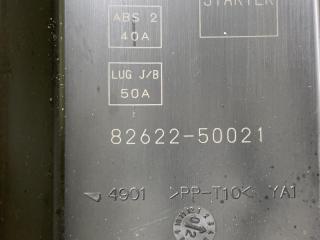 STARTER
ABS 2
40A
LUG J/B
50A
82622-50021
4901 >PP-T10< YA1